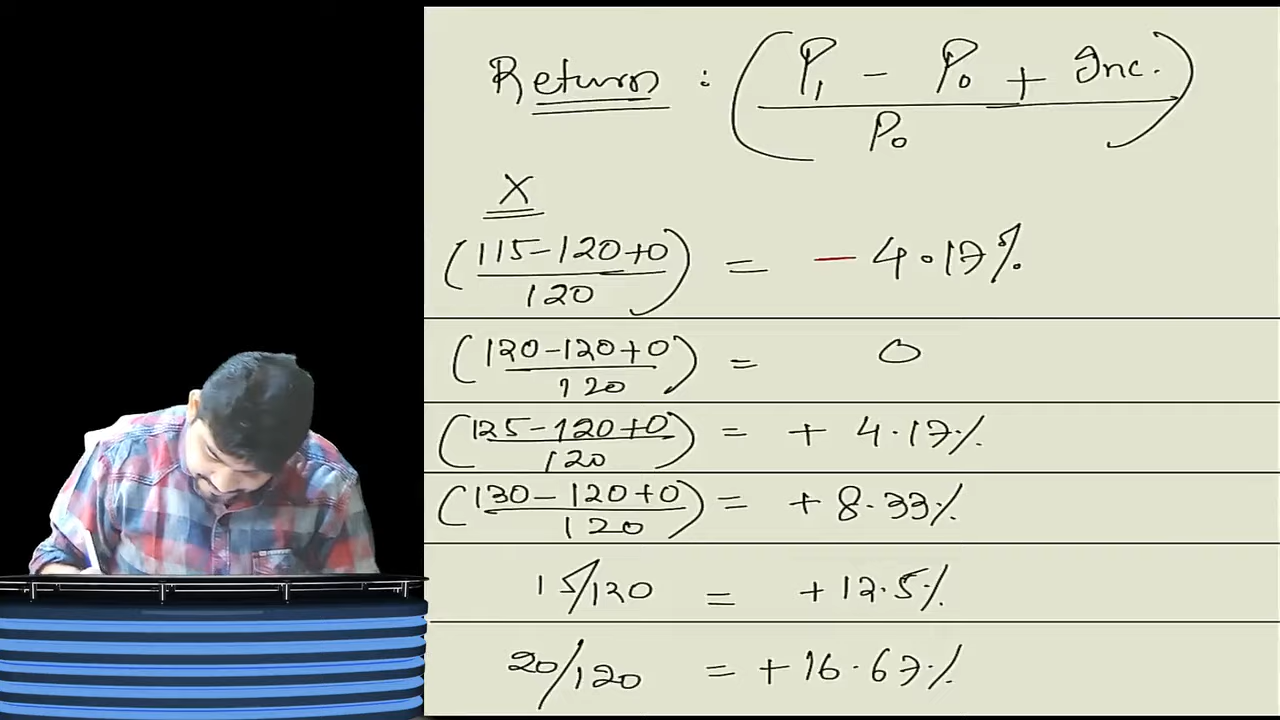 Return : (P₁ - P₀ + Inc. / P₀)
X
(115-120+0 / 120) = - 4.17%
(120-120+0 / 120) = 0
(125-120+0 / 120) = + 4.17%
(130-120+0 / 120) = + 8.33%
15/120 = +12.5%
20/120 = +16.67%